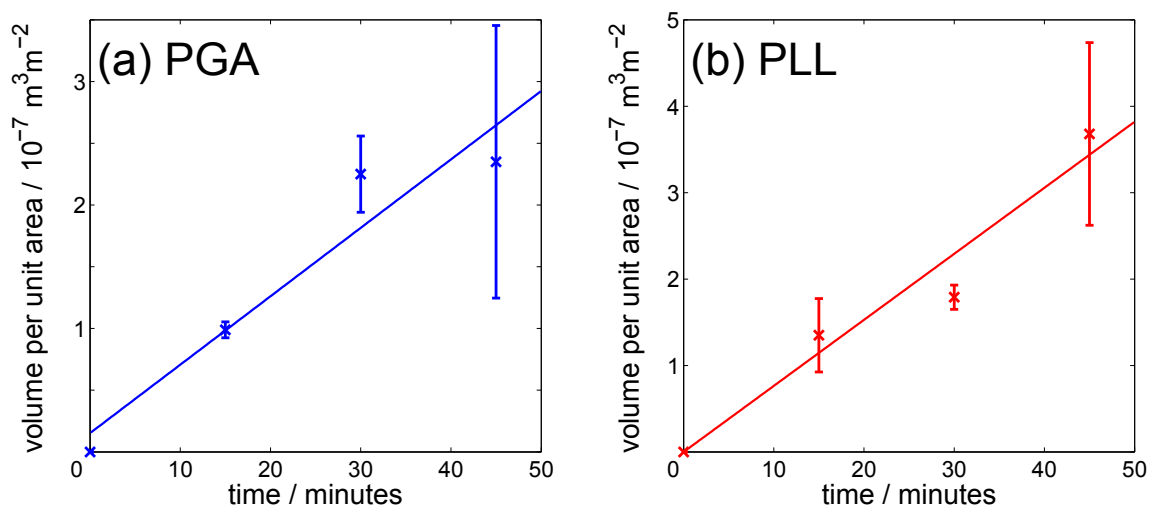 (a) PGA
volume per unit area / 10⁻⁷ m³m⁻²
3
2
1
0 10 20 30 40 50
time / minutes
(b) PLL
volume per unit area / 10⁻⁷ m³m⁻²
5
4
3
2
1
0 10 20 30 40 50
time / minutes